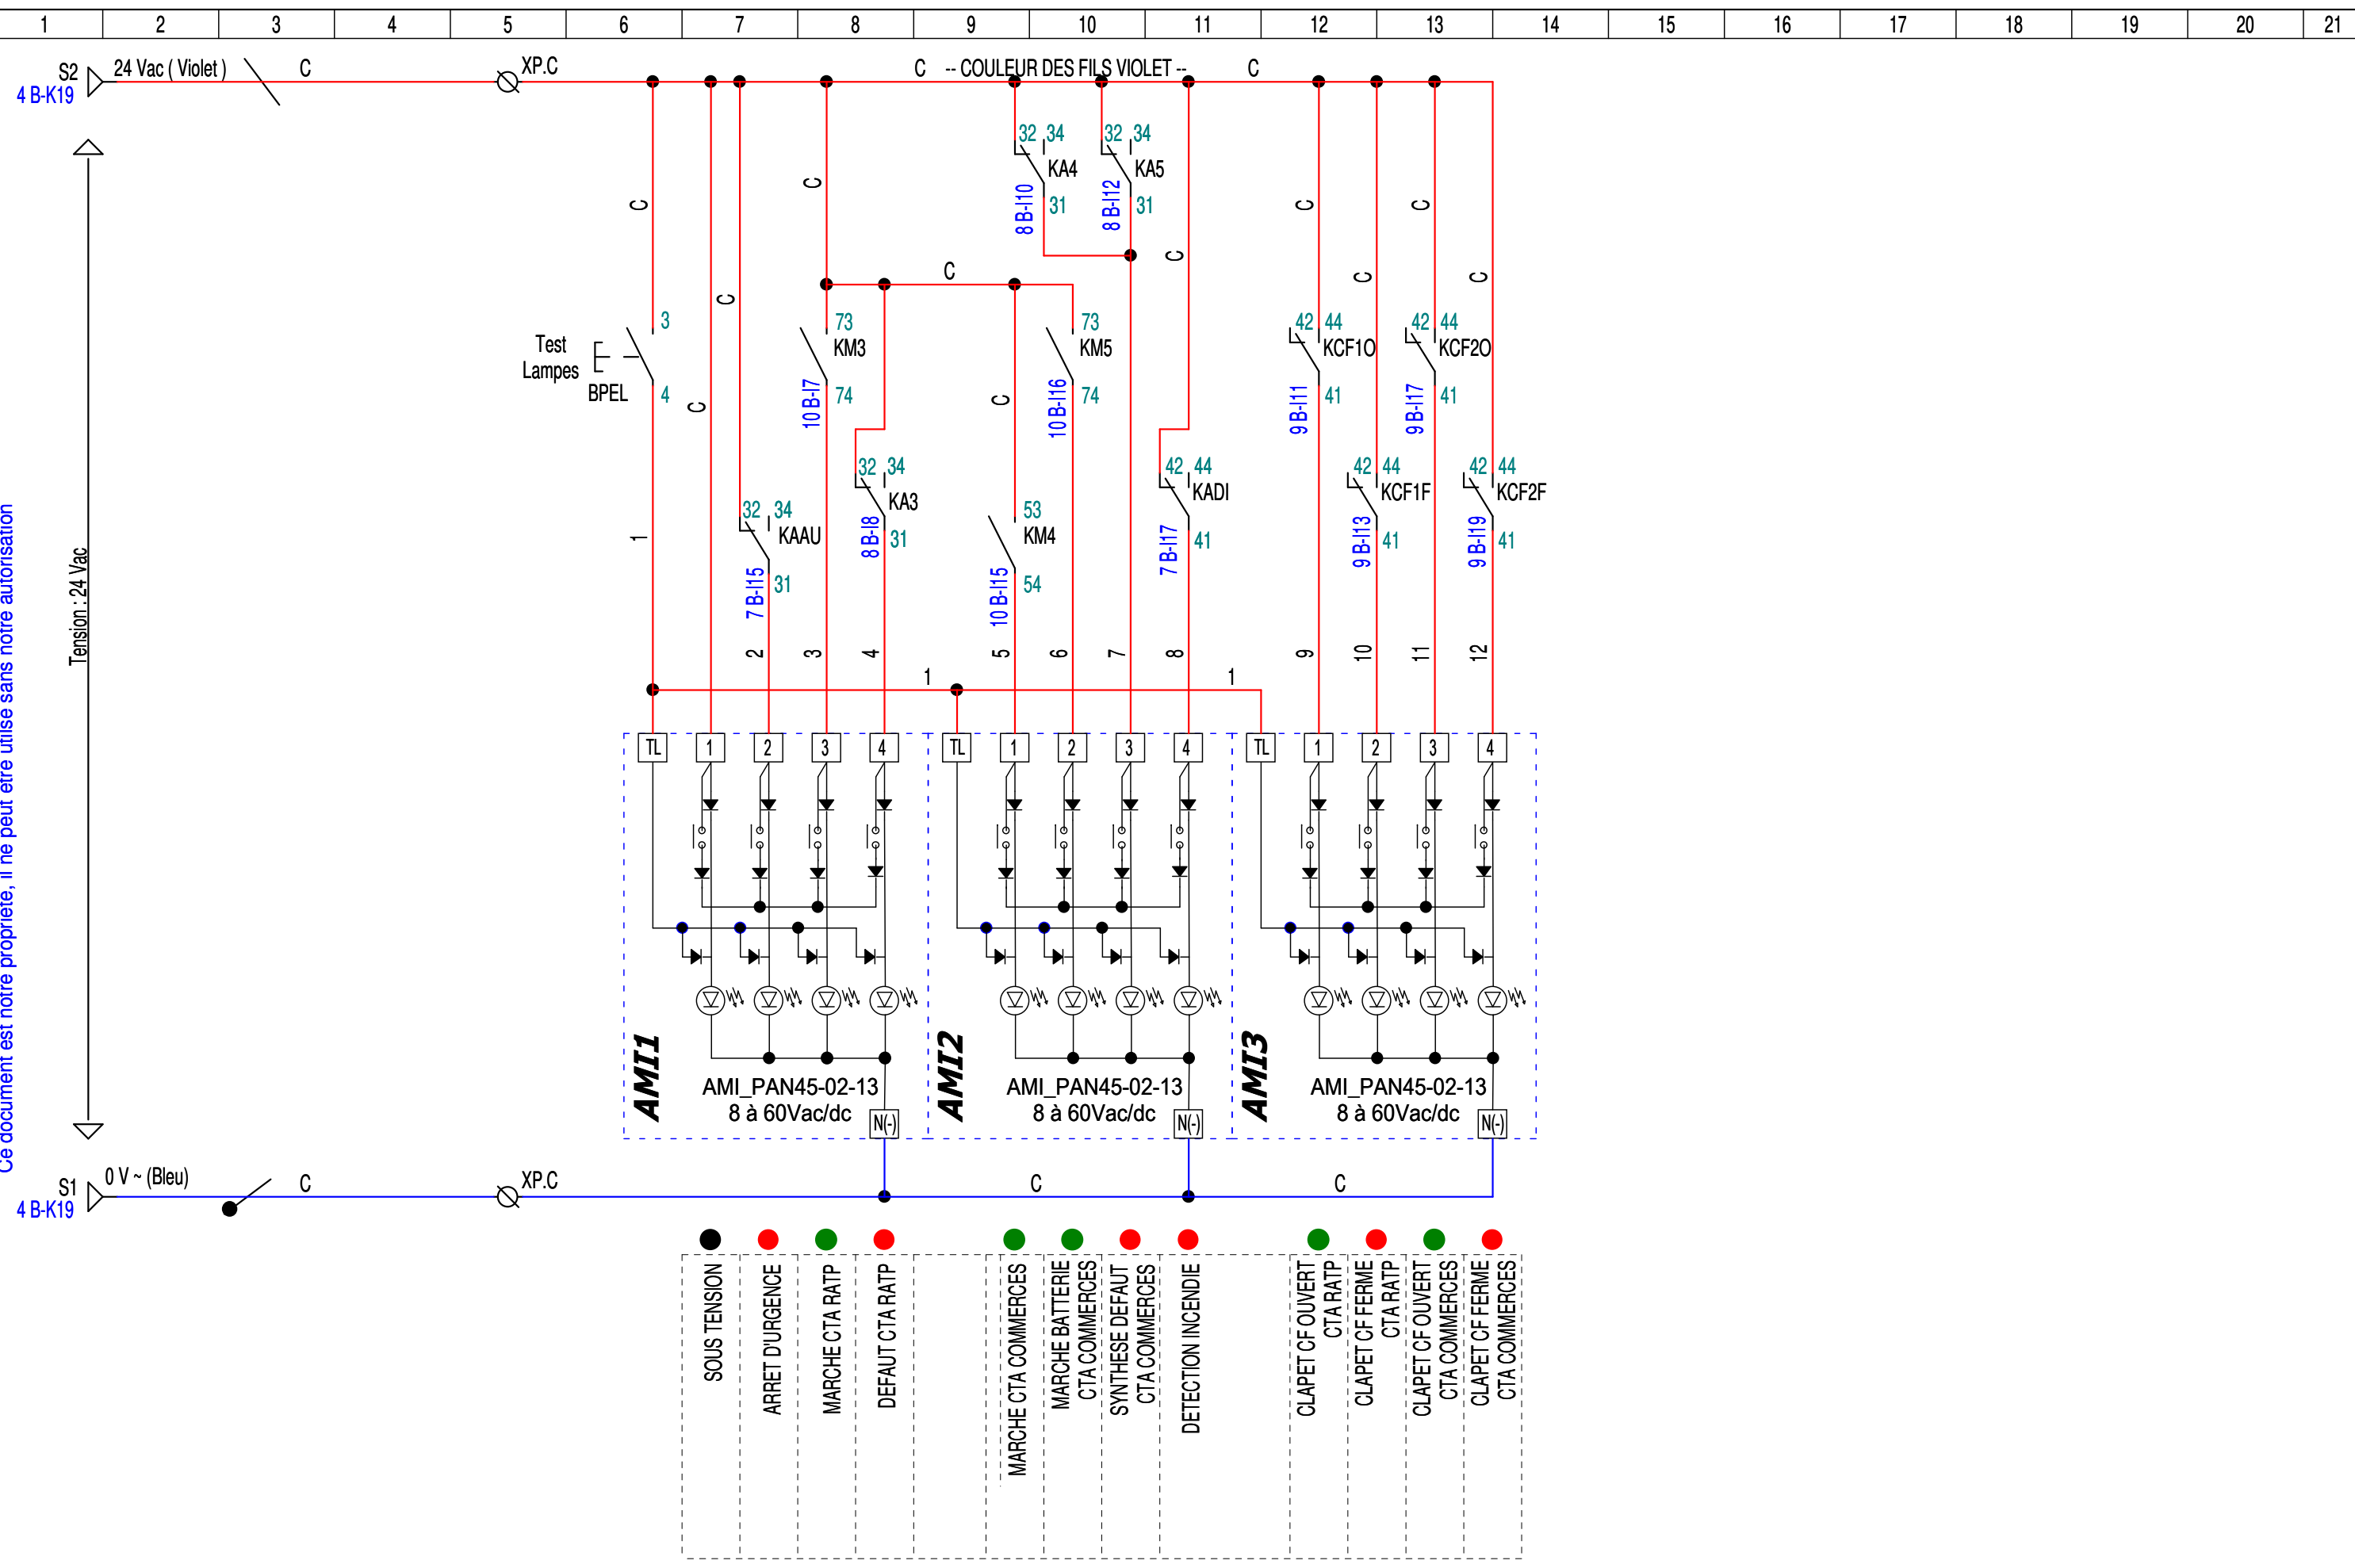 1 2 3 4 5 6 7 8 9 10 11 12 13 14 15 16 17 18 19 20 21
S2 24 Vac ( Violet ) C XP.C C -- COULEUR DES FILS VIOLET -- C
4 B-K19
32 34 32 34
KA4 KA5
8 B-I10 31 8 B-I12 31
C C C C
C C C C
C
3 73 73 42 44 42 44
Test
Lampes
BPEL
KM3 KM5 KCF1O KCF2O
4 10 B-I7 74 10 B-I16 74 9 B-I11 41 9 B-I17 41
C C
32 34 42 44 42 44 42 44
KA3 KADI KCF1F KCF2F
8 B-I8 31 7 B-I17 41 9 B-I13 41 9 B-I19 41
32 34 53
KAAU KM4
7 B-I15 31 10 B-I15 54
1
Ce document est notre propriété, il ne peut être utilisé sans notre autorisation
Tension : 24 Vac
2 3 4 5 6 7 8 9 10 11 12
1 1
TL 1 2 3 4 TL 1 2 3 4 TL 1 2 3 4
AMI1 AMI2 AMI3
AMI_PAN45-02-13 AMI_PAN45-02-13 AMI_PAN45-02-13
8 à 60Vac/dc 8 à 60Vac/dc 8 à 60Vac/dc
N(-) N(-) N(-)
S1 0 V ~ (Bleu) C XP.C C C
4 B-K19
SOUS TENSION
ARRET D'URGENCE
MARCHE CTA RATP
DEFAUT CTA RATP
MARCHE CTA COMMERCES
MARCHE BATTERIE
CTA COMMERCES
SYNTHESE DEFAUT
CTA COMMERCES
DETECTION INCENDIE
CLAPET CF OUVERT
CTA RATP
CLAPET CF FERME
CTA RATP
CLAPET CF OUVERT
CTA COMMERCES
CLAPET CF FERME
CTA COMMERCES